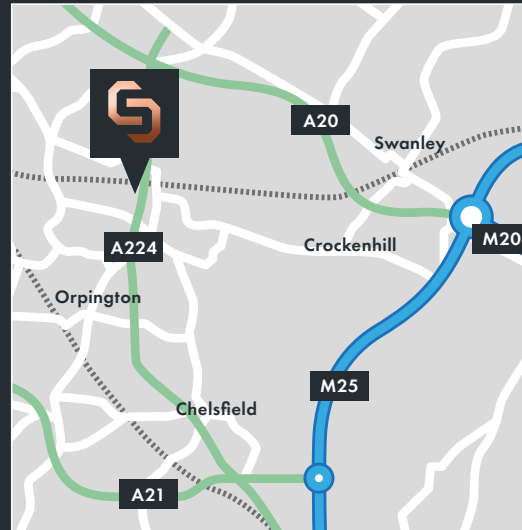 A20
Swanley
M20
A224
Crockenhill
Orpington
M25
Chelsfield
A21